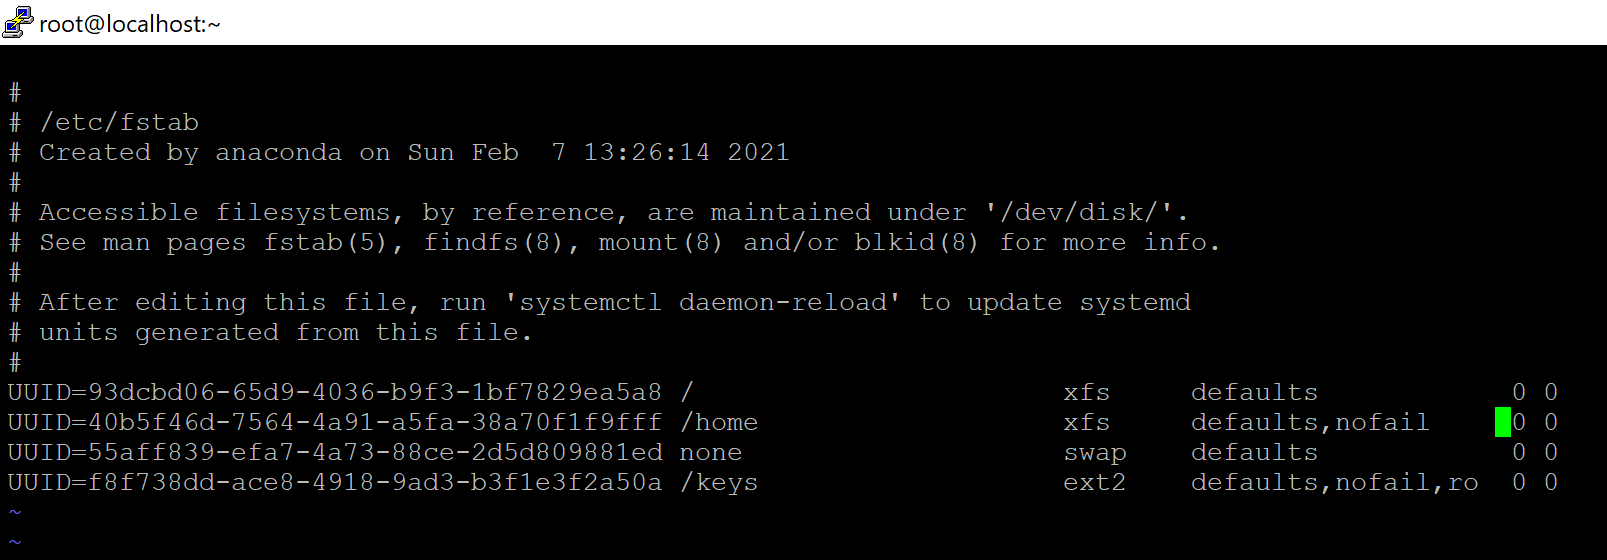 root@localhost:~
#
# /etc/fstab
# Created by anaconda on Sun Feb  7 13:26:14 2021
#
# Accessible filesystems, by reference, are maintained under '/dev/disk/'.
# See man pages fstab(5), findfs(8), mount(8) and/or blkid(8) for more info.
#
# After editing this file, run 'systemctl daemon-reload' to update systemd
# units generated from this file.
#
UUID=93dcbd06-65d9-4036-b9f3-1bf7829ea5a8 /                       xfs     defaults            0 0
UUID=40b5f46d-7564-4a91-a5fa-38a70f1f9fff /home                   xfs     defaults,nofail     0 0
UUID=55aff839-efa7-4a73-88ce-2d5d809881ed none                    swap    defaults            0 0
UUID=f8f738dd-ace8-4918-9ad3-b3f1e3f2a50a /keys                   ext2    defaults,nofail,ro  0 0
~
~